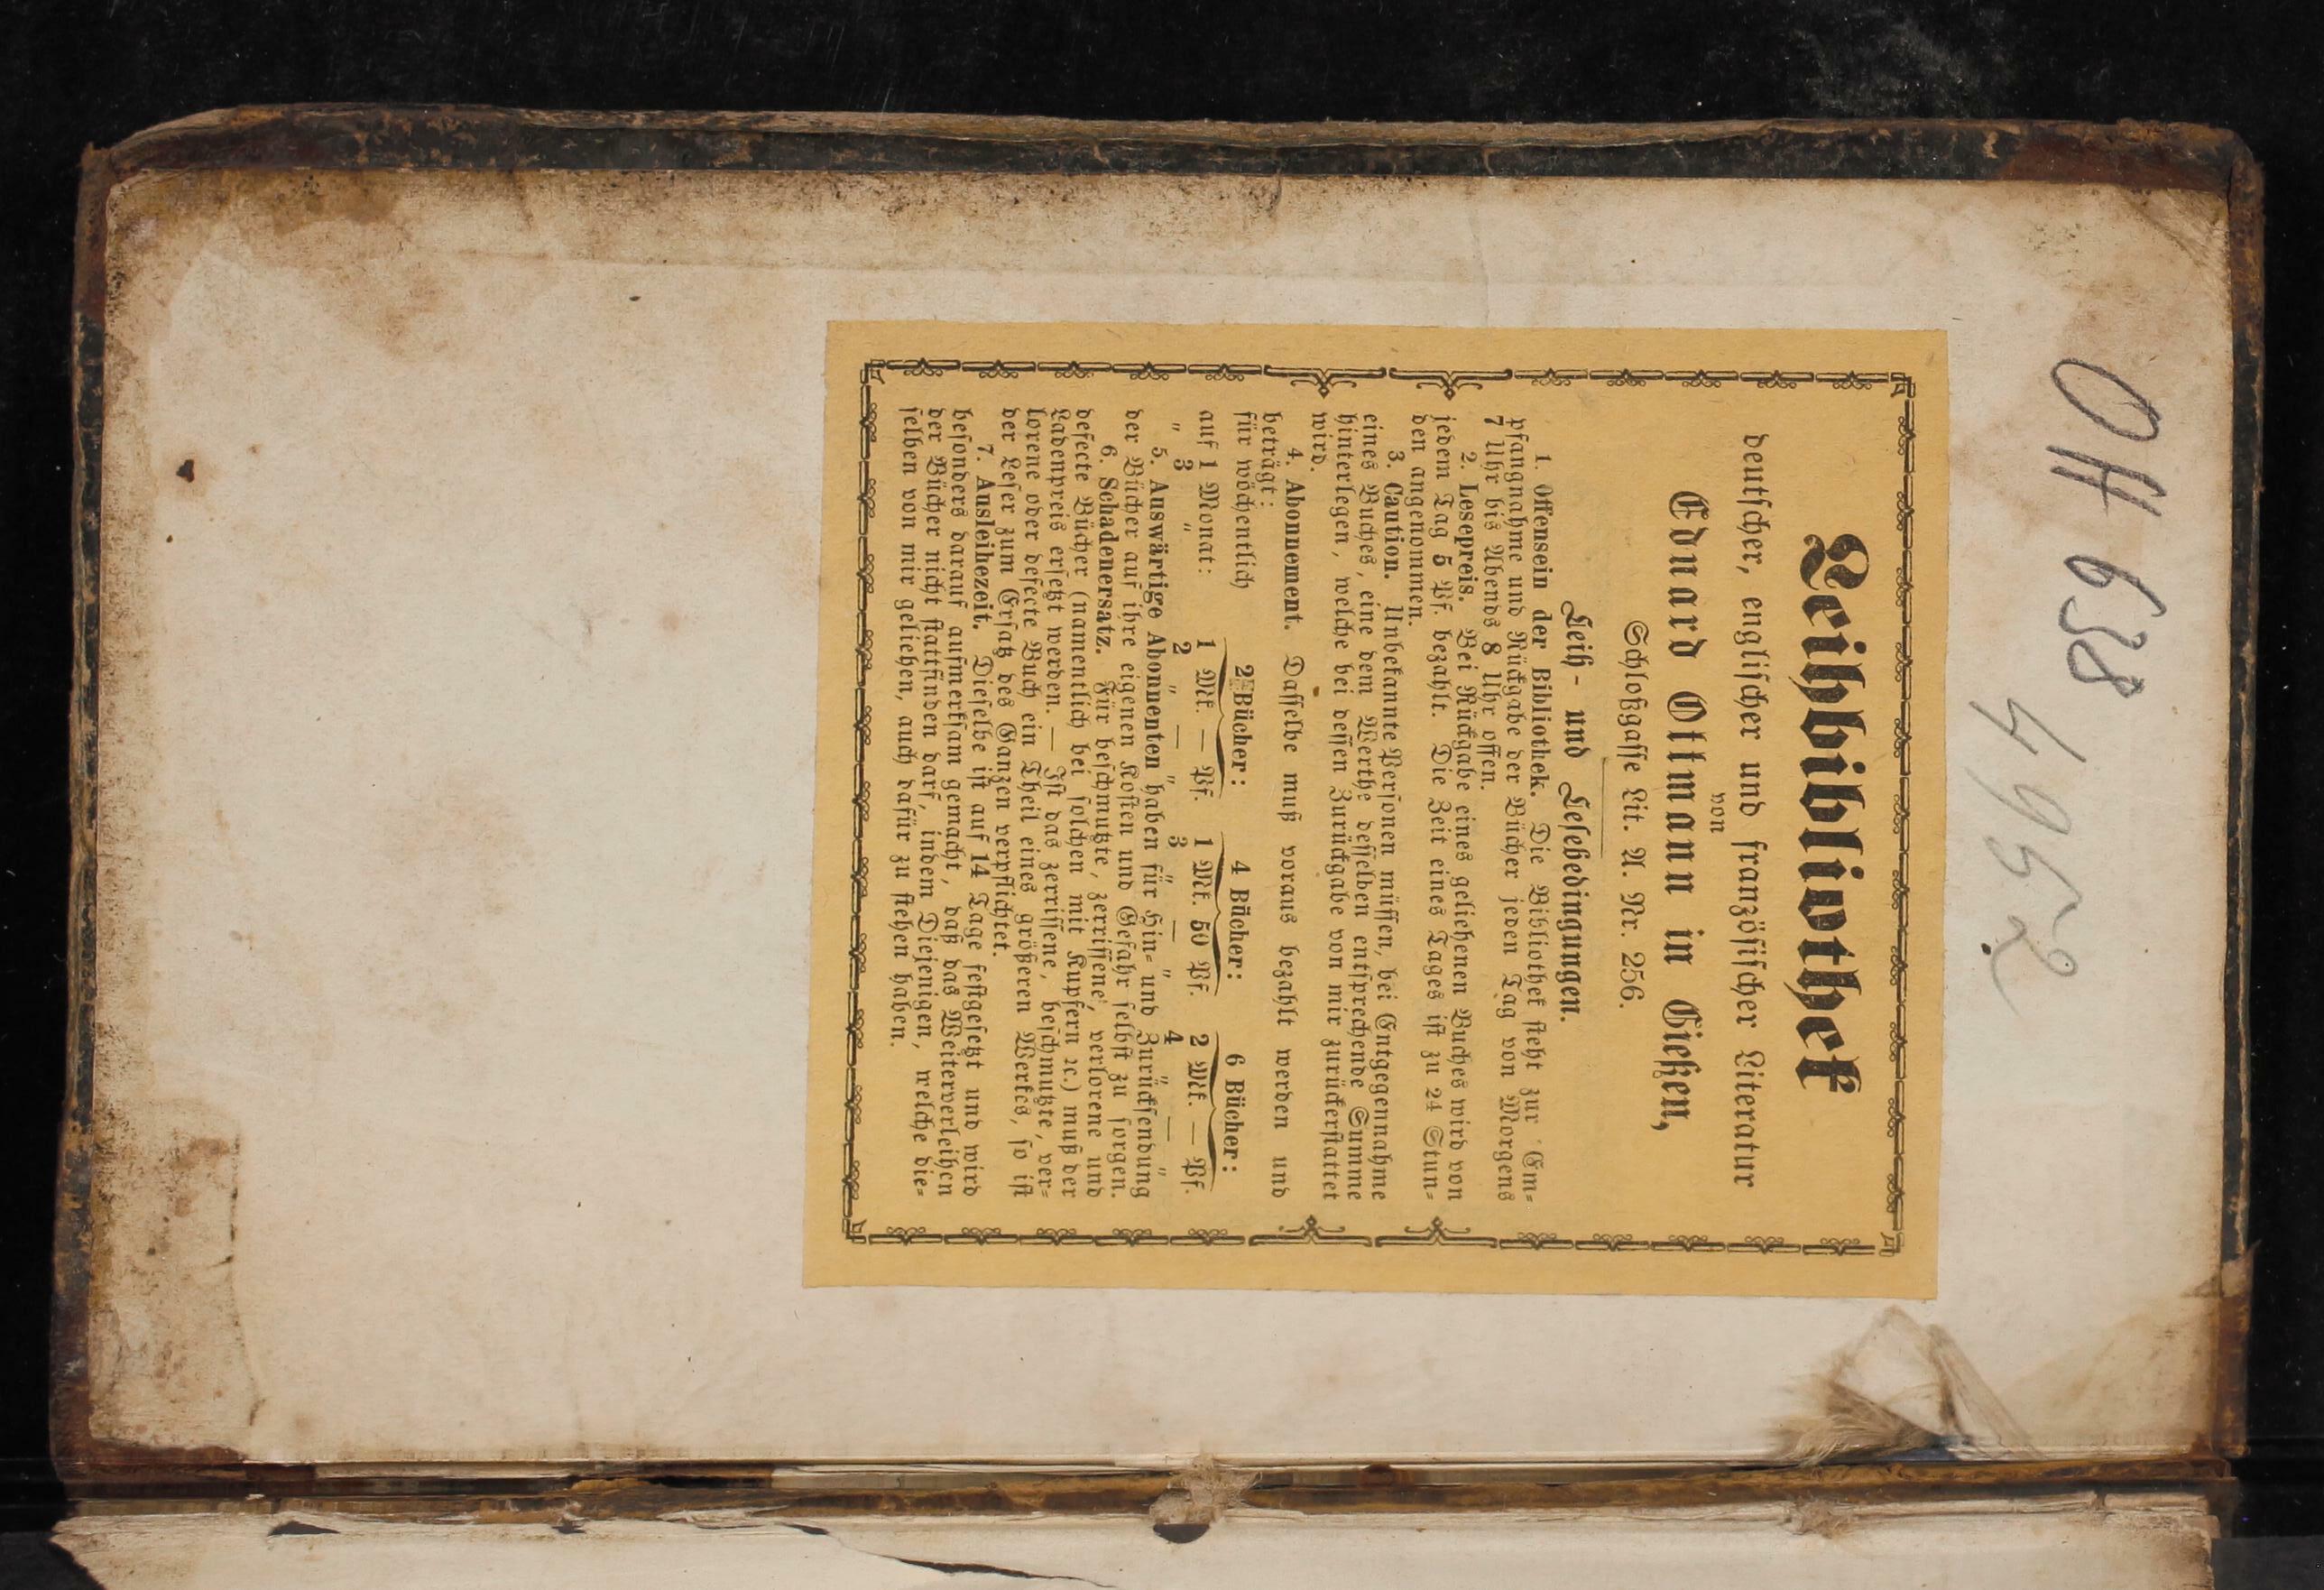 OH 638
4952
Leihbibliothek
deutſcher, engliſcher und franzöſiſcher Literatur
von
Eduard Ottmann in Gießen,
Schloßgaſſe Lit. A. Nr. 256.
Leih- und Leſebedingungen.
1. Offensein der Bibliothek. Die Bibliothek ſteht zur Em-
pfangnahme und Rückgabe der Bücher jeden Tag von Morgens
7 Uhr bis Abends 8 Uhr offen.
2. Lesepreis. Bei Rückgabe eines geliehenen Buches wird von
jedem Tag 5 Pf. bezahlt. Die Zeit eines Tages iſt zu 24 Stun-
den angenommen.
3. Caution. Unbekannte Perſonen müſſen, bei Entgegennahme
eines Buches, eine dem Werthe deſſelben entſprechende Summe
hinterlegen, welche bei deſſen Zurückgabe von mir zurückerſtattet
wird.
4. Abonnement. Daſſelbe muß voraus bezahlt werden und
beträgt:
für wöchentlich 2 Bücher: 4 Bücher: 6 Bücher:
auf 1 Monat: 1 Mk. — Pf. 1 Mk. 50 Pf. 2 Mk. — Pf.
" 3 " 2 " — " 3 " — " 4 " — "
5. Auswärtige Abonnenten haben für Hin- und Zurückſendung
der Bücher auf ihre eigenen Koſten und Gefahr ſelbſt zu ſorgen.
6. Schadenersatz. Für beſchmutzte, zerriſſene, verlorene und
defecte Bücher (namentlich bei ſolchen mit Kupfern ꝛc.) muß der
Ladenpreis erſetzt werden. — Iſt das zerriſſene, beſchmutzte, ver-
lorene oder defecte Buch ein Theil eines größeren Werkes, ſo iſt
der Leſer zum Erſatz des Ganzen verpflichtet.
7. Ausleihezeit. Dieſelbe iſt auf 14 Tage feſtgeſetzt und wird
beſonders darauf aufmerkſam gemacht, daß das Weiterverleihen
der Bücher nicht ſtattfinden darf, indem Diejenigen, welche die-
ſelben von mir geliehen, auch dafür zu ſtehen haben.